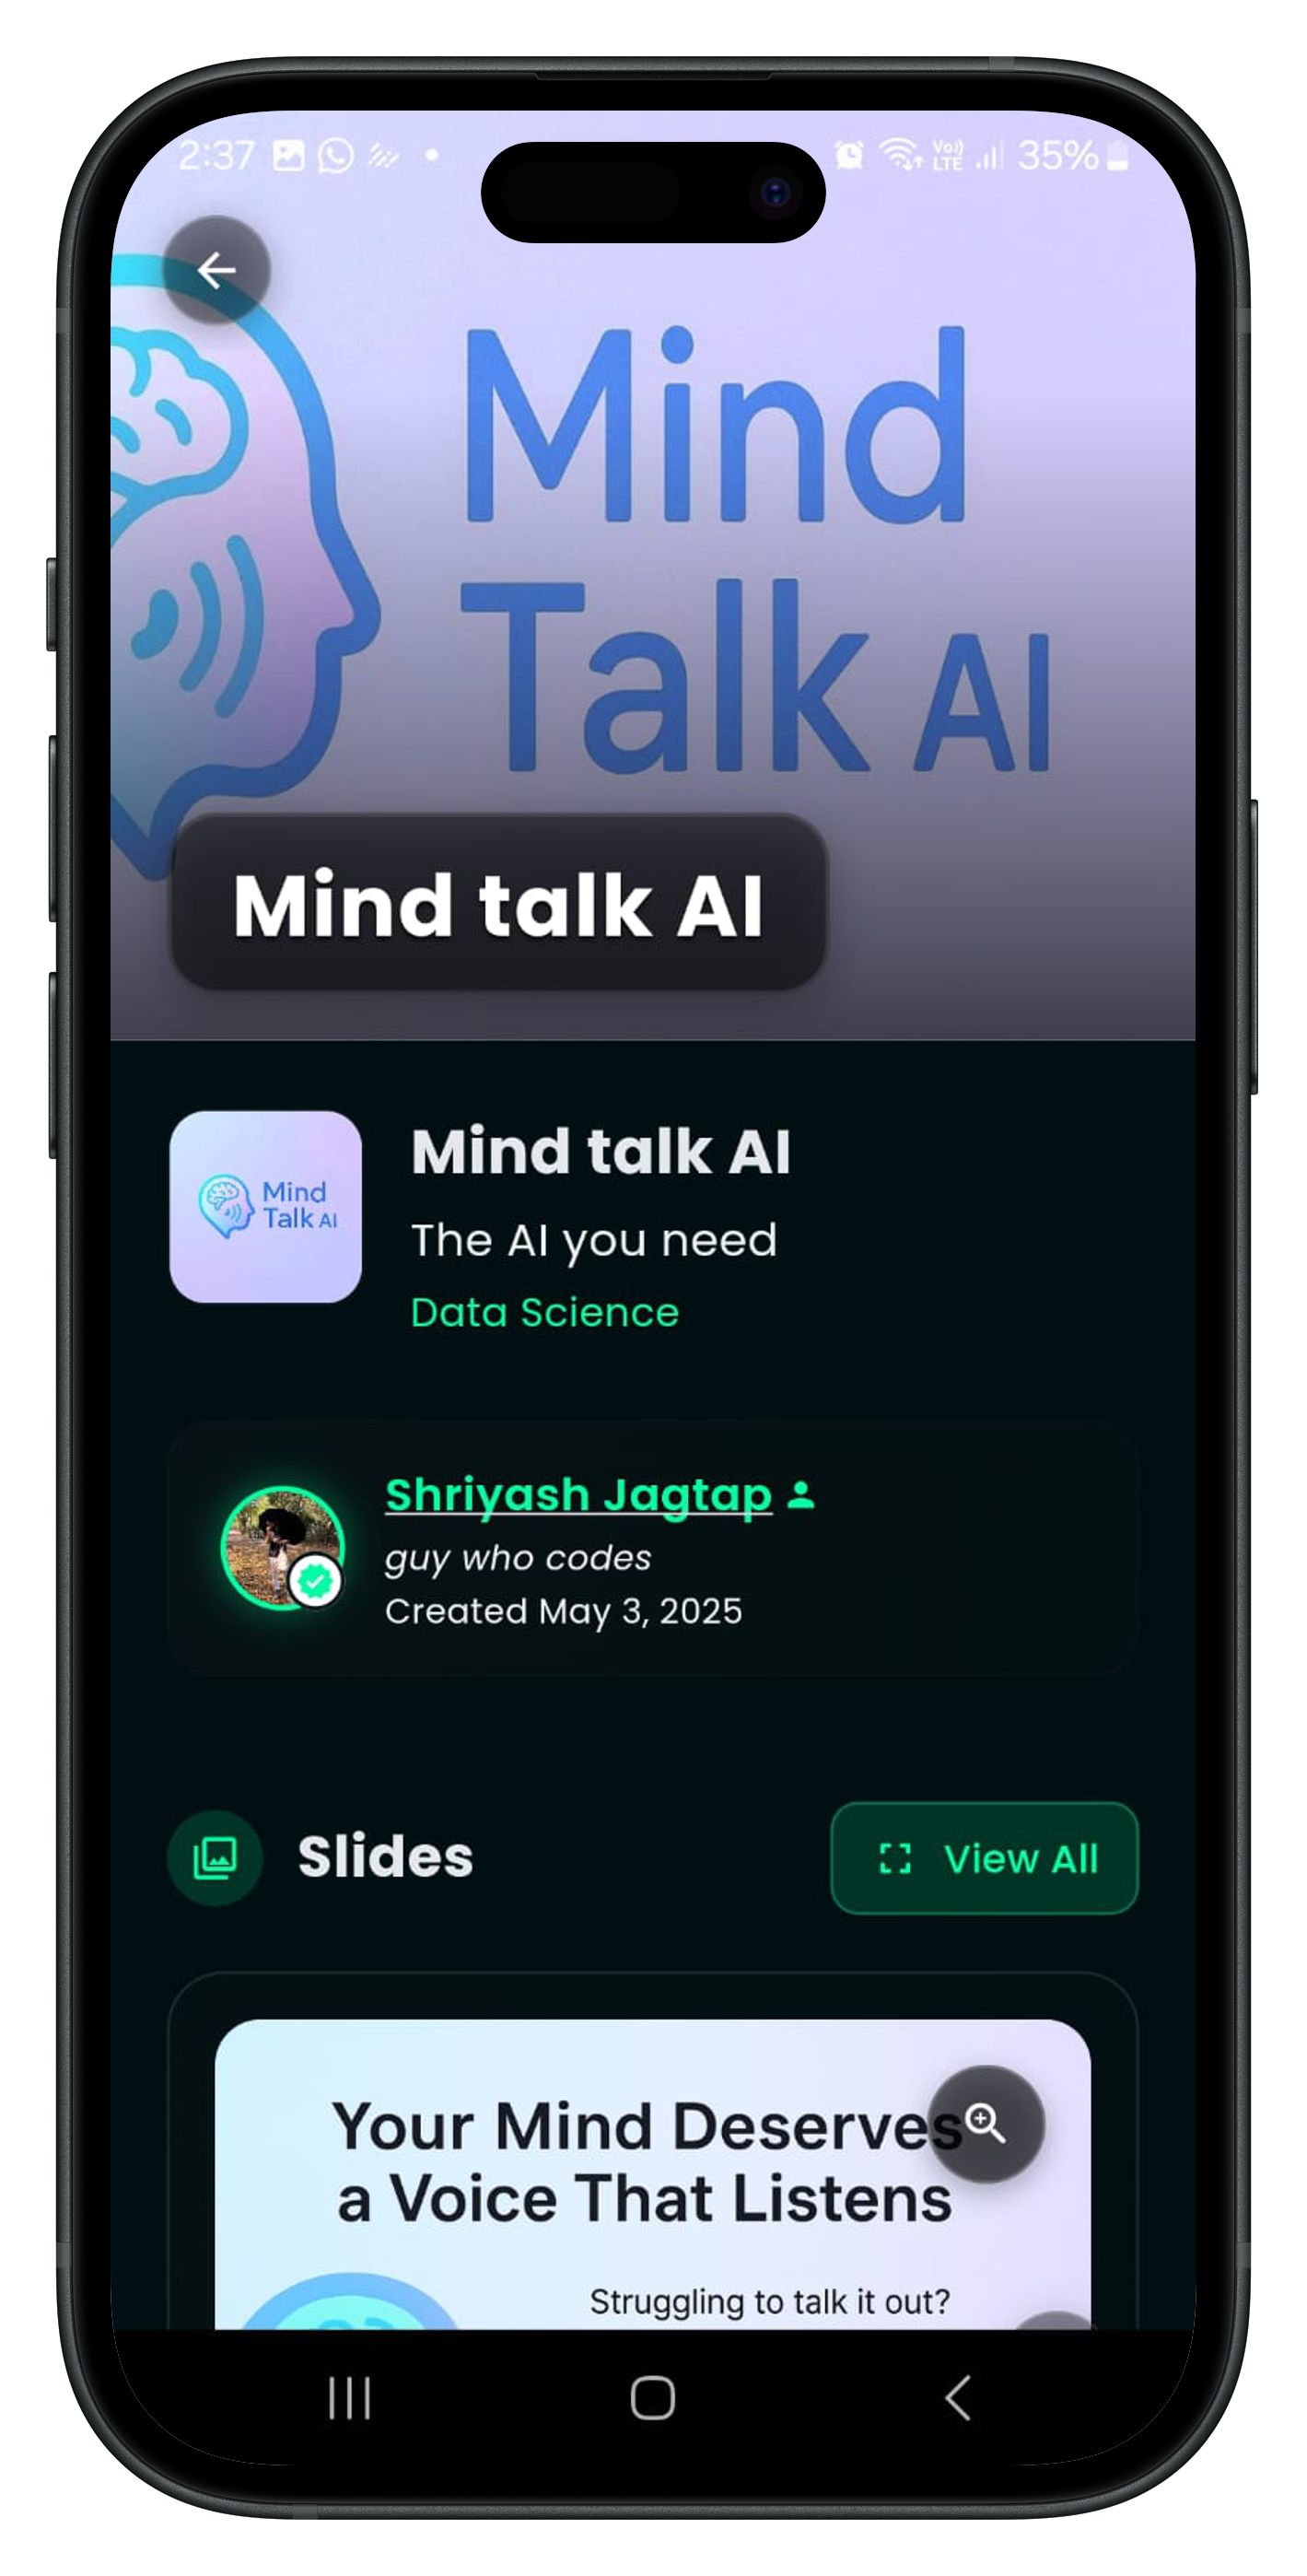 2:37
Vo)) LTE
35%
Mind
Talk AI
Mind talk AI
Mind
Talk AI
Mind talk AI
The AI you need
Data Science
Shriyash Jagtap
guy who codes
Created May 3, 2025
Slides
View All
Your Mind Deserves
a Voice That Listens
Struggling to talk it out?